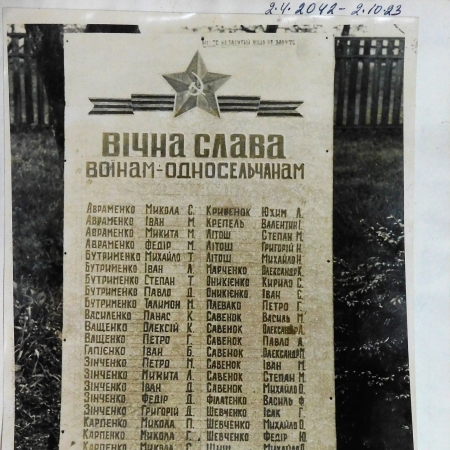 2.4.2042 - 2.10.23
ВІЧНА СЛАВА
ВОЇНАМ-ОДНОСЕЛЬЧАНАМ
АВРАМЕНКО МИКОЛА С. КРИВЕНОК ЮХИМ Л.
АВРАМЕНКО ІВАН М. КРЕПЕЛЬ ВАЛЕНТИН І.
АВРАМЕНКО МИКИТА М. ЛІТОШ СТЕПАН М.
АВРАМЕНКО ФЕДІР М. ЛІТОШ ГРИГОРІЙ Н.
БУТРИМЕНКО МИХАЙЛО Т. ЛІТОШ МИХАЙЛО Н.
БУТРИМЕНКО ІВАН Л. МАРЧЕНКО ОЛЕКСАНДР К.
БУТРИМЕНКО СТЕПАН Т. ОНИКІЄНКО КИРИЛО С.
БУТРИМЕНКО ПАВЛО Д. ОНИКІЄНКО ІВАН С.
БУТРИМЕНКО ТАЛИМОН М. ПЛЕВАКО ПЕТРО Г.
ВАСИЛЕНКО ПАНАС К. САВЕНОК ВАСИЛЬ М.
ВАЩЕНКО ОЛЕКСІЙ К. САВЕНОК ОЛЕКСАНДР А.
ВАЩЕНКО ПЕТРО Г. САВЕНОК ПАВЛО А.
ГАПІЄНКО ІВАН Б. САВЕНОК ОЛЕКСАНДР П.
ЗІНЧЕНКО ПЕТРО М. САВЕНОК ІВАН М.
ЗІНЧЕНКО МИКИТА Л. САВЕНОК СТЕПАН М.
ЗІНЧЕНКО ІВАН Д. САВЕНОК МИХАЙЛО О.
ЗІНЧЕНКО ФЕДІР Д. ФІЛАТЕНКО ВАСИЛЬ Ф.
ЗІНЧЕНКО ГРИГОРІЙ Д. ШЕВЧЕНКО ІСАК Г.
КАРПЕНКО МИКОЛА П. ШЕВЧЕНКО МИХАЙЛО О.
КАРПЕНКО МИКОЛА С. ШЕВЧЕНКО ФЕДІР Ю.
КАРПЕНКО МИКОЛА